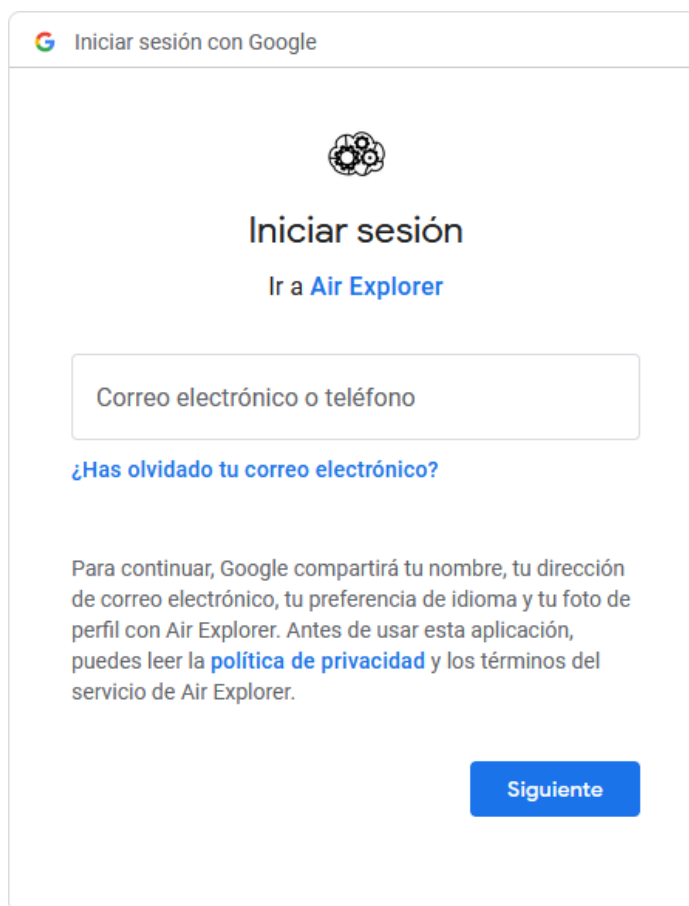 Iniciar sesión con Google
Iniciar sesión
Ir a Air Explorer
Correo electrónico o teléfono
¿Has olvidado tu correo electrónico?
Para continuar, Google compartirá tu nombre, tu dirección
de correo electrónico, tu preferencia de idioma y tu foto de
perfil con Air Explorer. Antes de usar esta aplicación,
puedes leer la política de privacidad y los términos del
servicio de Air Explorer.
Siguiente